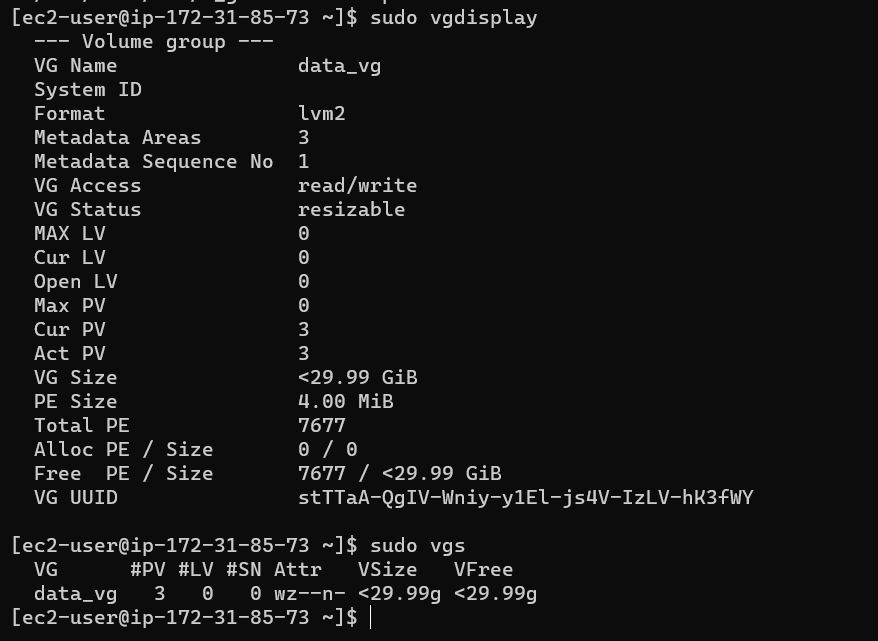 [ec2-user@ip-172-31-85-73 ~]$ sudo vgdisplay
--- Volume group ---
VG Name data_vg
System ID
Format lvm2
Metadata Areas 3
Metadata Sequence No 1
VG Access read/write
VG Status resizable
MAX LV 0
Cur LV 0
Open LV 0
Max PV 0
Cur PV 3
Act PV 3
VG Size <29.99 GiB
PE Size 4.00 MiB
Total PE 7677
Alloc PE / Size 0 / 0
Free PE / Size 7677 / <29.99 GiB
VG UUID stTTaA-QgIV-Wniy-y1El-js4V-IzLV-hK3fWY
[ec2-user@ip-172-31-85-73 ~]$ sudo vgs
VG #PV #LV #SN Attr VSize VFree
data_vg 3 0 0 wz--n- <29.99g <29.99g
[ec2-user@ip-172-31-85-73 ~]$